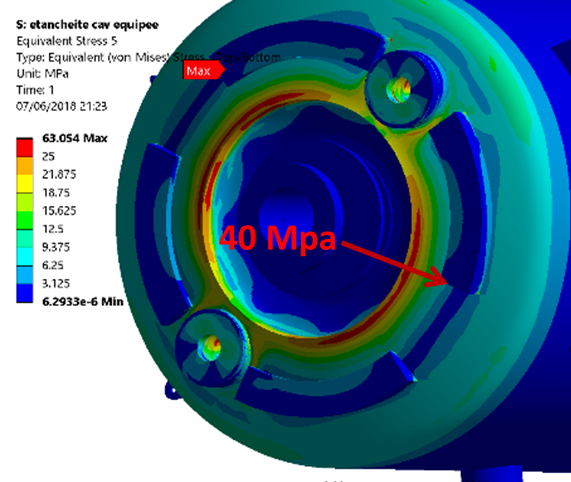 S: etancheite cav equipee
Equivalent Stress 5
Type: Equivalent (von Mises) Stress - Top/Bottom
Unit: MPa
Time: 1
07/06/2018 21:23
Max
63.054 Max
25
21.875
18.75
15.625
12.5
9.375
6.25
3.125
6.2933e-6 Min
40 Mpa